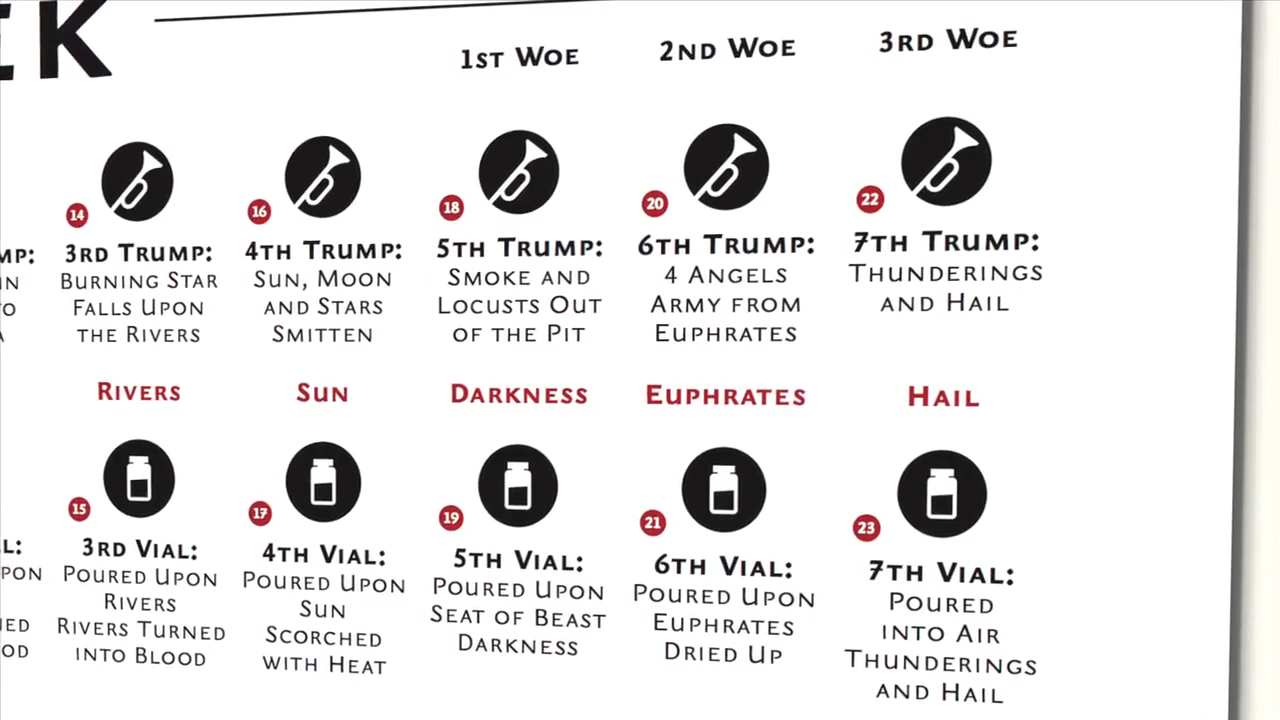 1ST WOE
2ND WOE
3RD WOE
14
3RD TRUMP:
BURNING STAR
FALLS UPON
THE RIVERS
16
4TH TRUMP:
SUN, MOON
AND STARS
SMITTEN
18
5TH TRUMP:
SMOKE AND
LOCUSTS OUT
OF THE PIT
20
6TH TRUMP:
4 ANGELS
ARMY FROM
EUPHRATES
22
7TH TRUMP:
THUNDERINGS
AND HAIL
RIVERS
SUN
DARKNESS
EUPHRATES
HAIL
15
3RD VIAL:
POURED UPON
RIVERS
RIVERS TURNED
INTO BLOOD
17
4TH VIAL:
POURED UPON
SUN
SCORCHED
WITH HEAT
19
5TH VIAL:
POURED UPON
SEAT OF BEAST
DARKNESS
21
6TH VIAL:
POURED UPON
EUPHRATES
DRIED UP
23
7TH VIAL:
POURED
INTO AIR
THUNDERINGS
AND HAIL